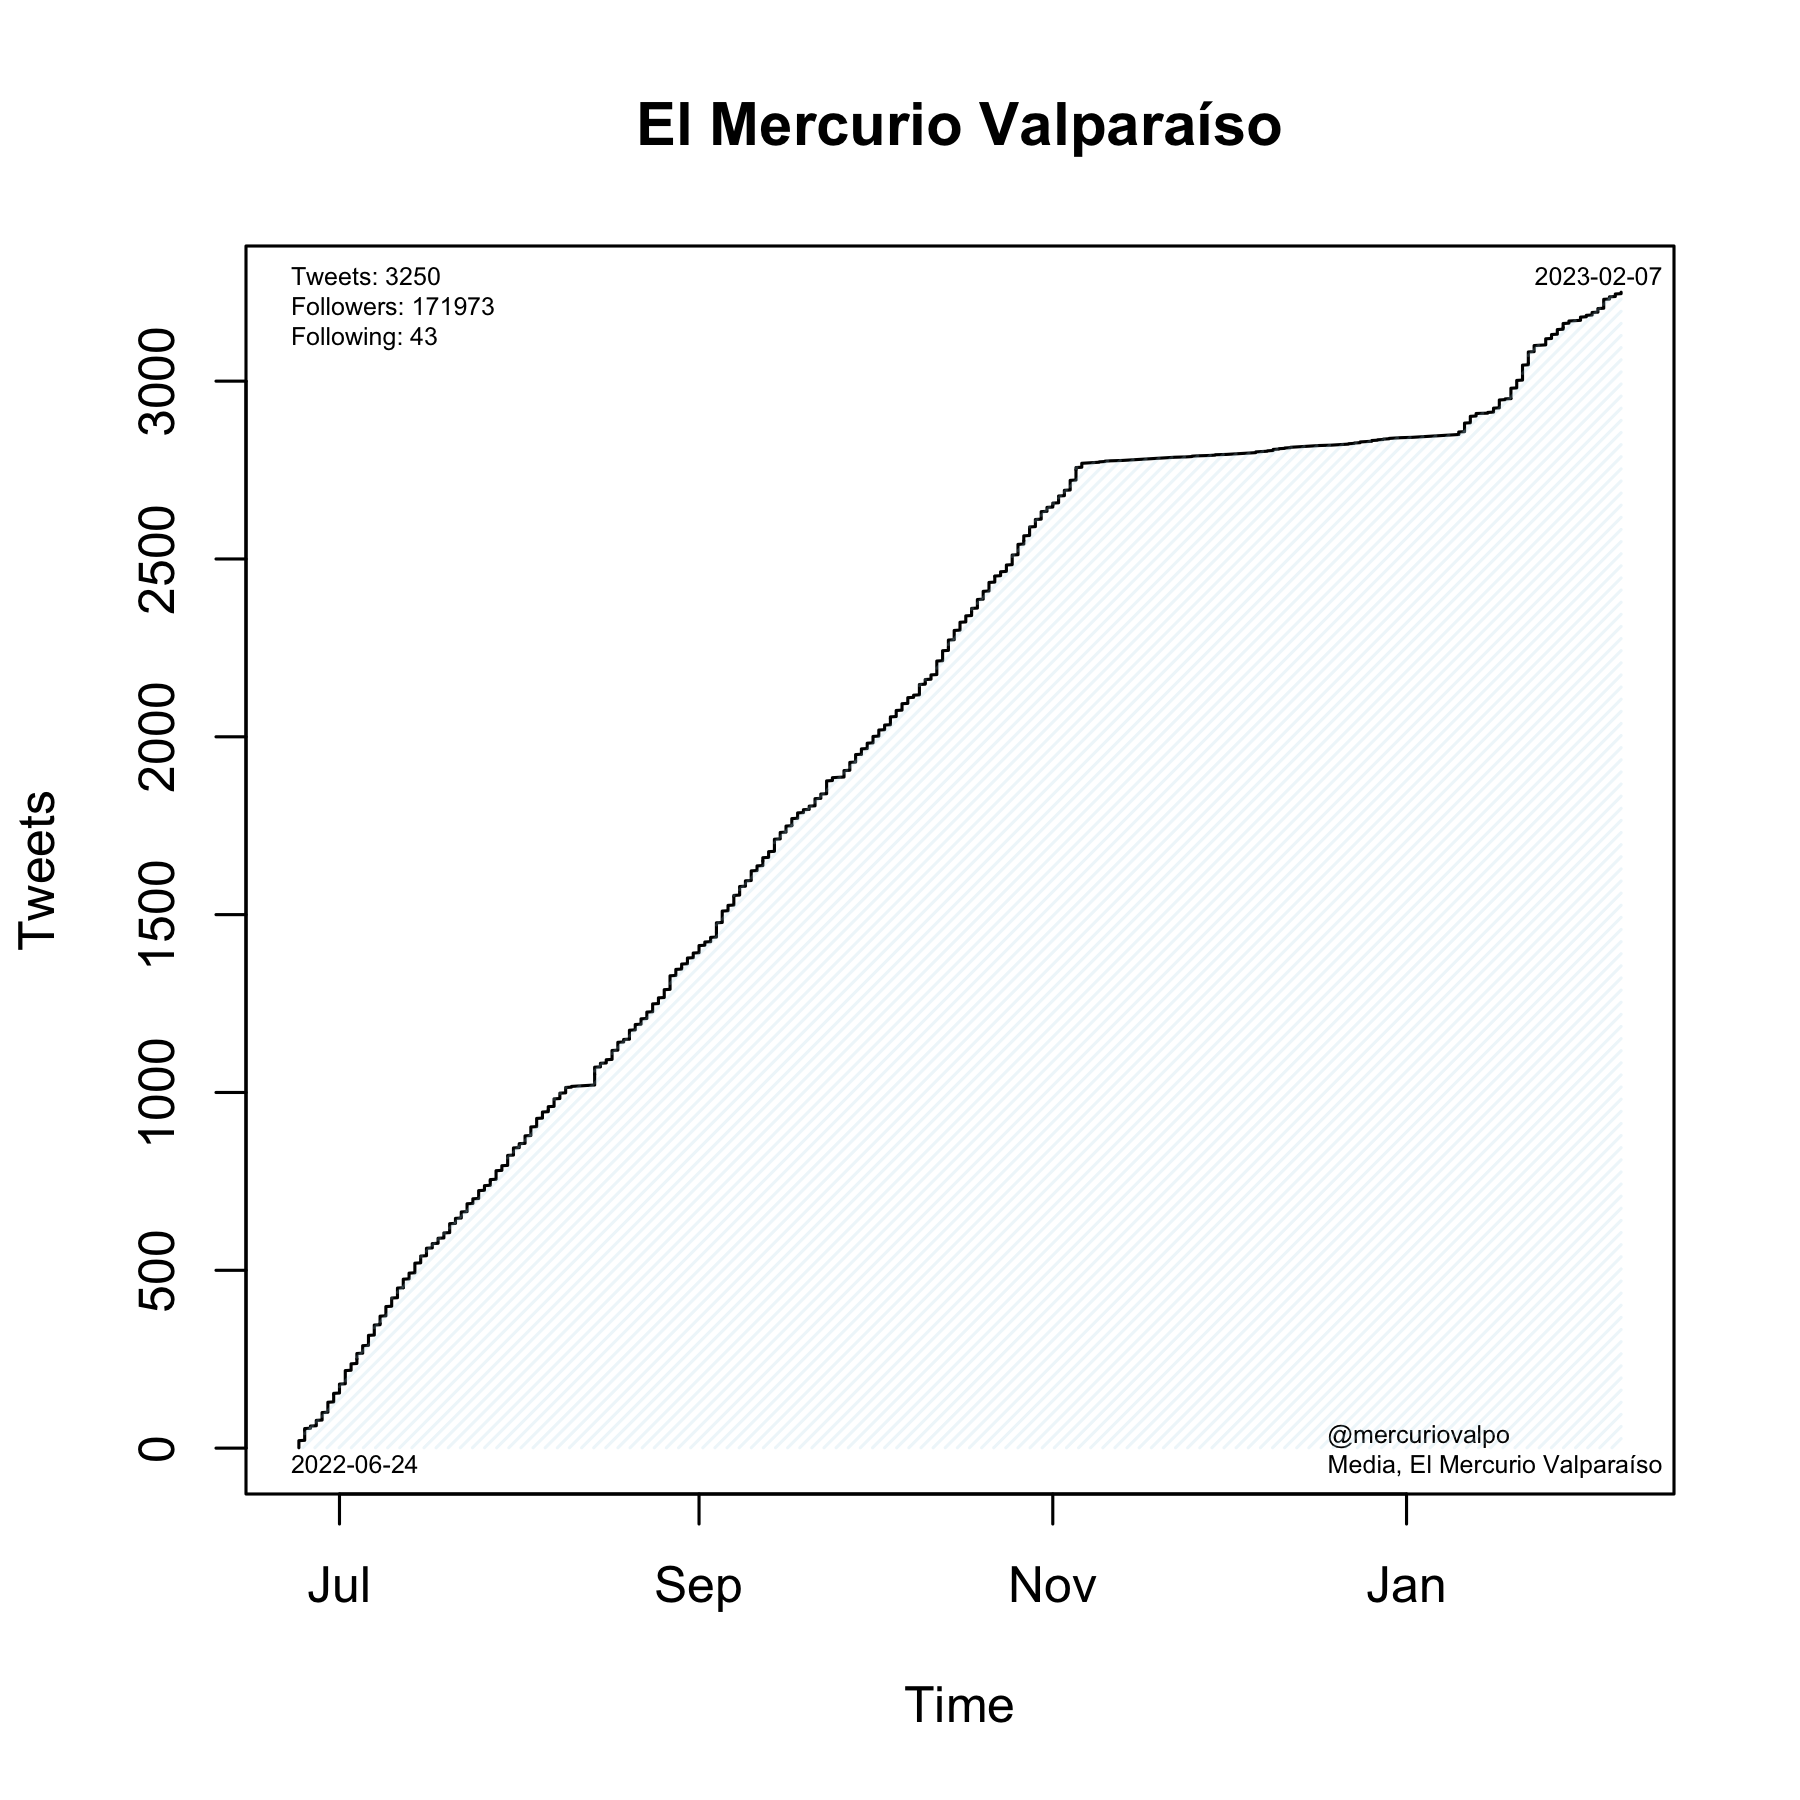 El Mercurio Valparaíso
Tweets: 3250
Followers: 171973
Following: 43
2023-02-07
3000
2500
2000
1500
1000
500
0
Tweets
@mercuriovalpo
Media, El Mercurio Valparaíso
2022-06-24
Jul
Sep
Nov
Jan
Time